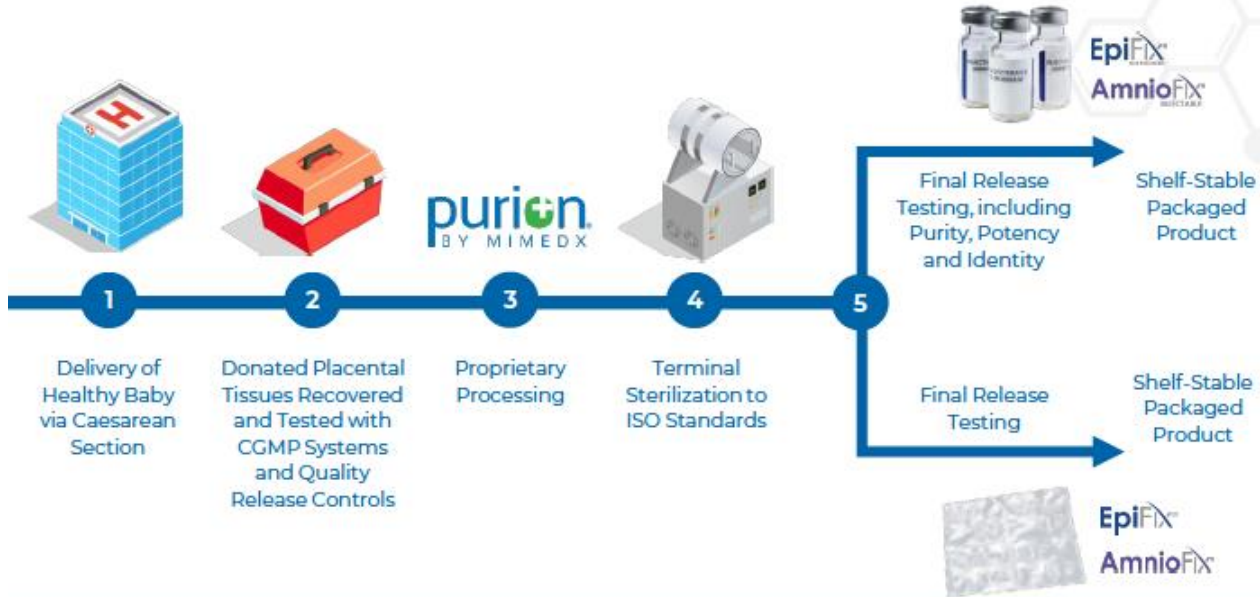 EpiFix
AmnioFix
INJECTABLE
H
purion
BY MIMEDX
1
2
3
4
5
Delivery of
Healthy Baby
via Caesarean
Section
Donated Placental
Tissues Recovered
and Tested with
CGMP Systems
and Quality
Release Controls
Proprietary
Processing
Terminal
Sterilization to
ISO Standards
Final Release
Testing, including
Purity, Potency
and Identity
Shelf-Stable
Packaged
Product
Final Release
Testing
Shelf-Stable
Packaged
Product
EpiFix
AmnioFix